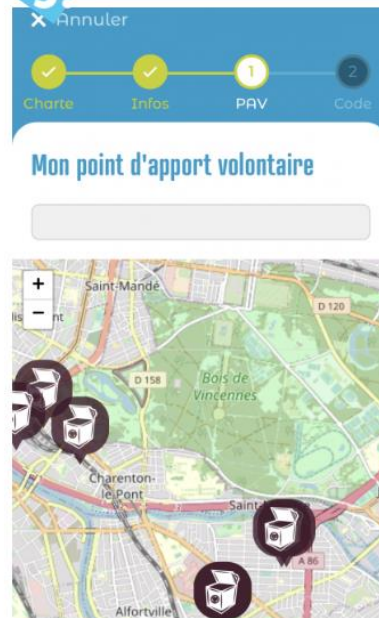 × Annuler
1
2
Charte Infos PAV Code
Mon point d'apport volontaire
+
Saint-Mandé
−
D 120
D 158
Bois de
Vincennes
Charenton-
le-Pont
A 86
Alfortville